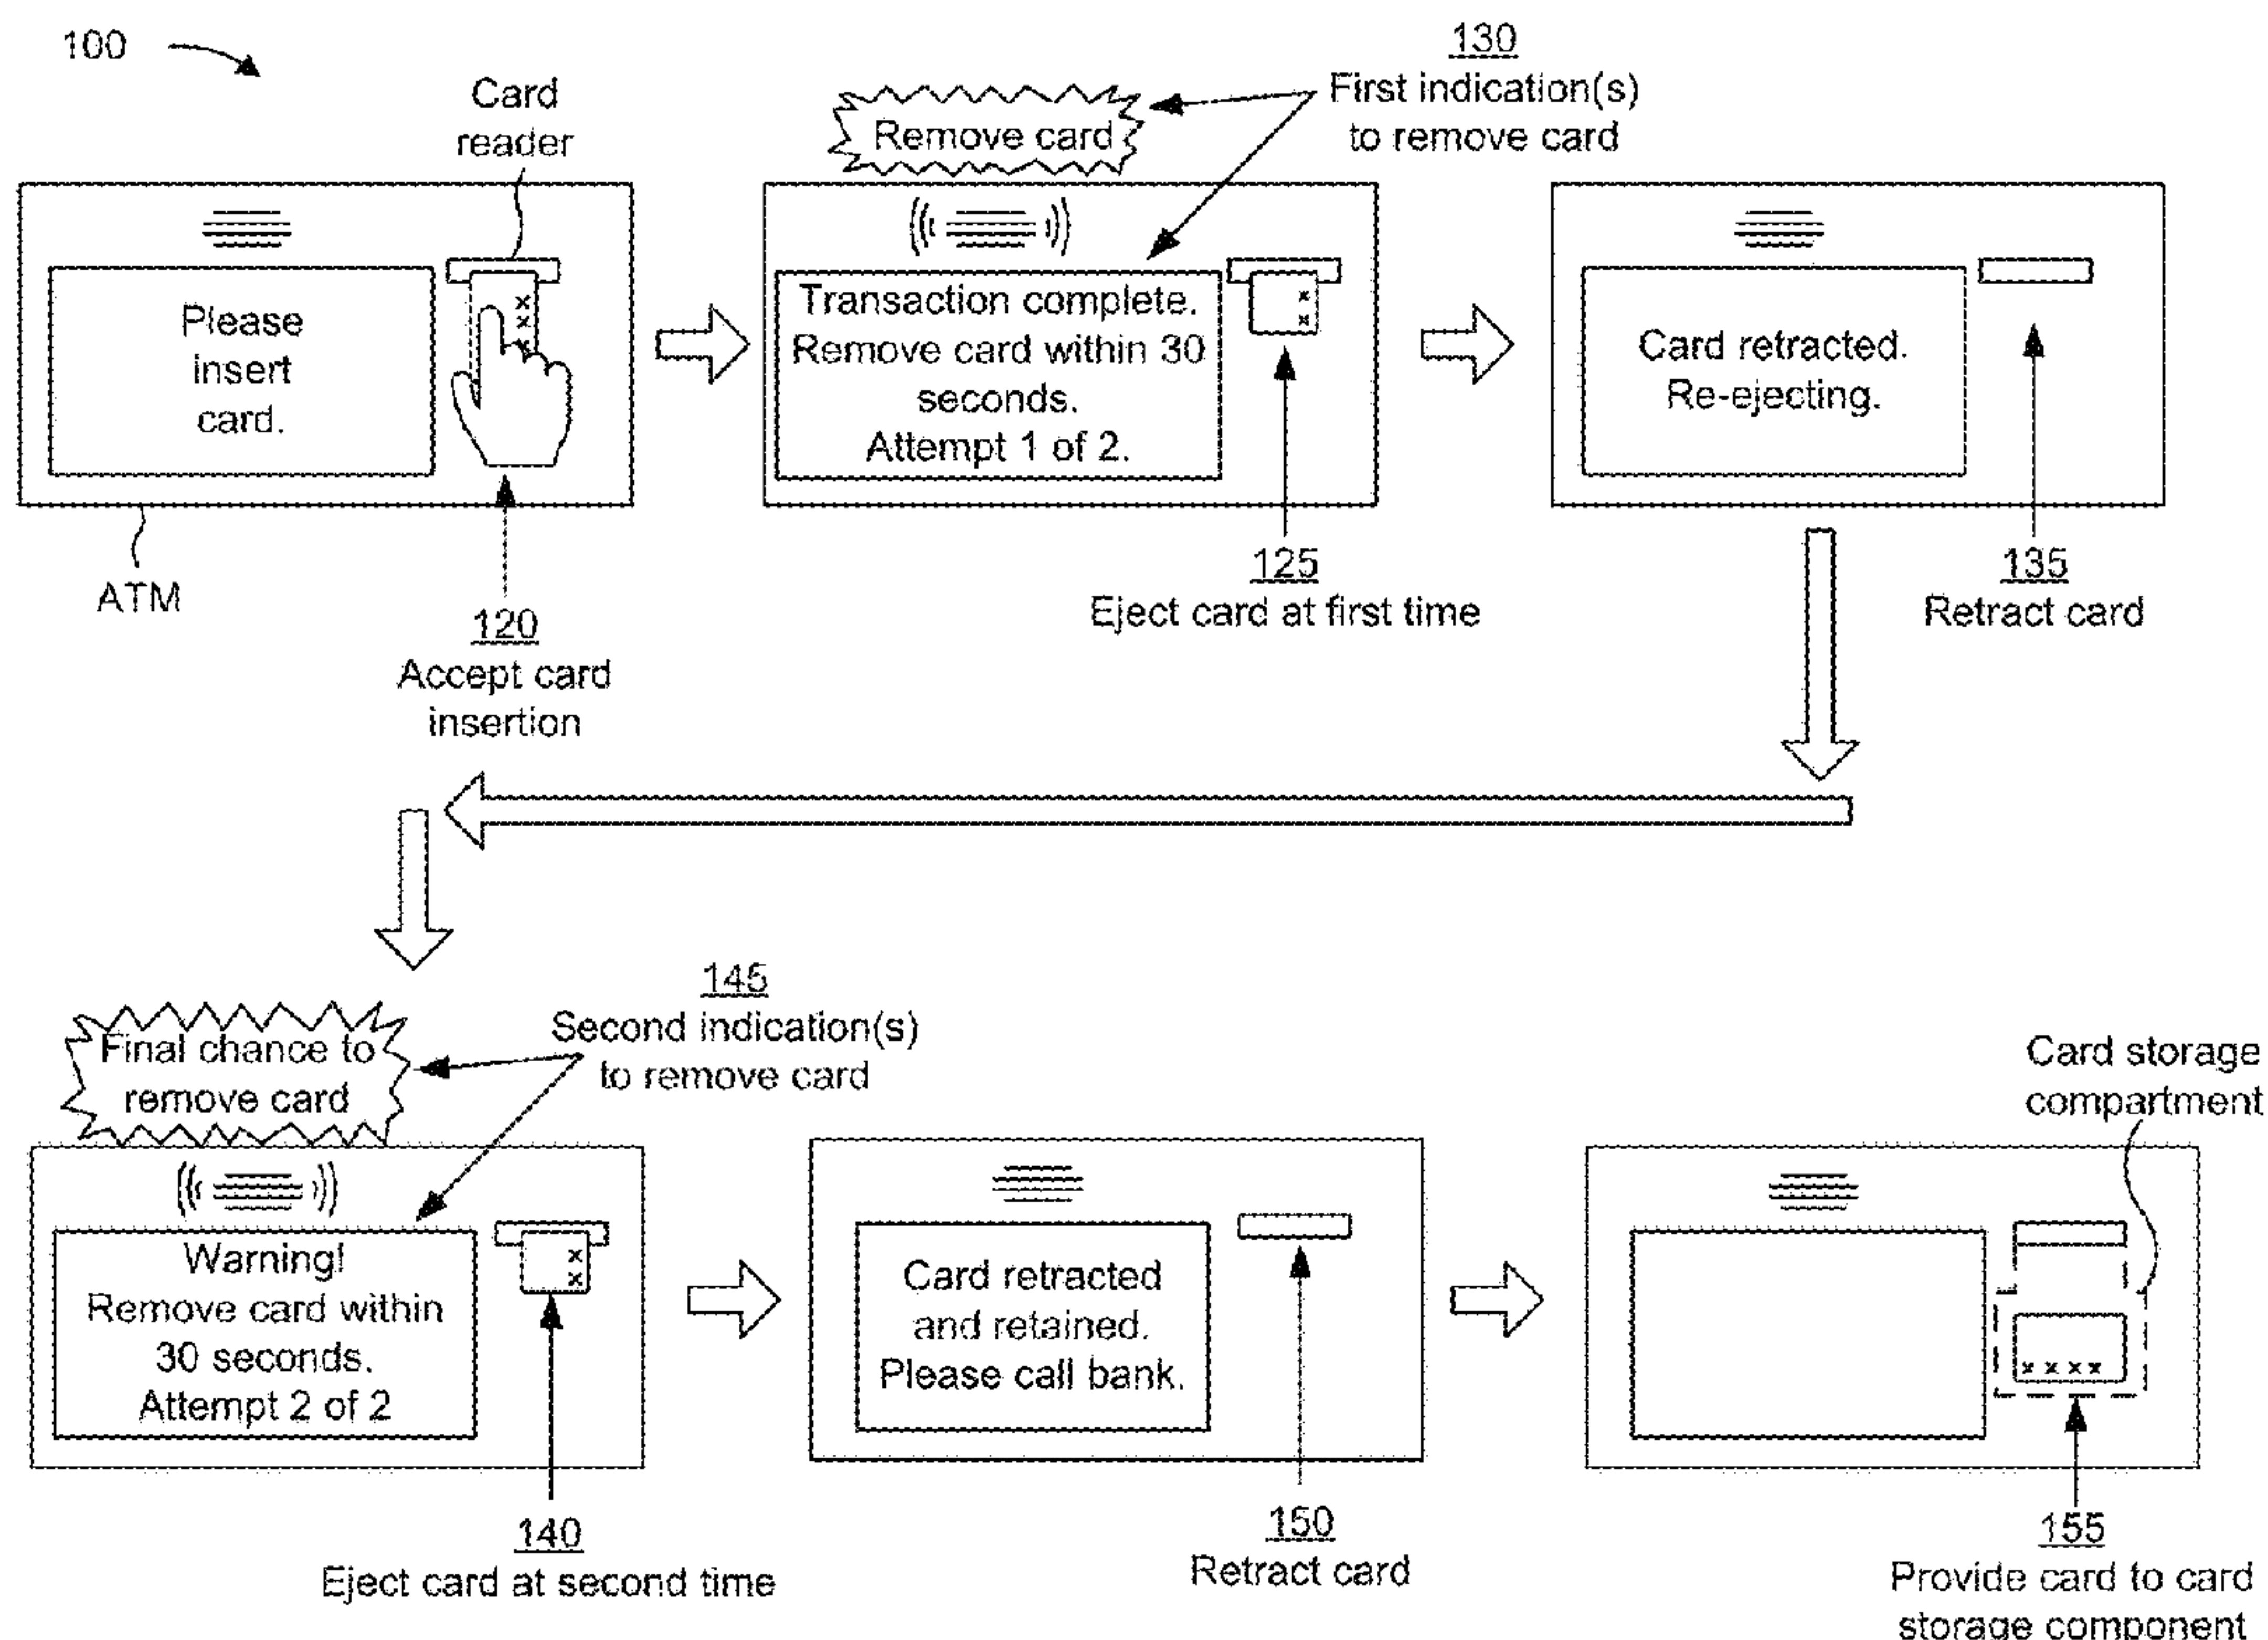 100
Card
reader
Please
insert
card.
ATM
120
Accept card
insertion
130
First indication(s)
to remove card
Remove card
Transaction complete.
Remove card within 30
seconds.
Attempt 1 of 2.
125
Eject card at first time
Card retracted.
Re-ejecting.
135
Retract card
145
Second indication(s)
to remove card
Final chance to
remove card
Warning!
Remove card within
30 seconds.
Attempt 2 of 2
140
Eject card at second time
Card retracted
and retained.
Please call bank.
150
Retract card
Card storage
compartment
x x x x
155
Provide card to card
storage component